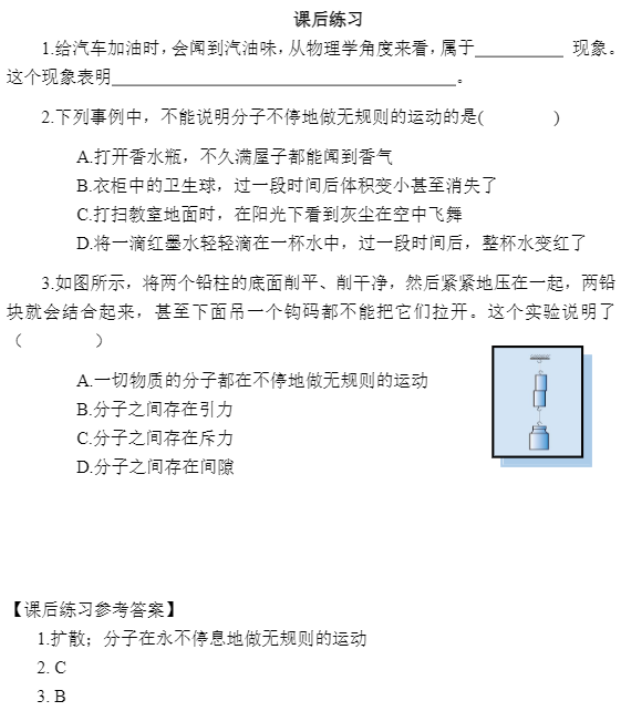 课后练习
1.给汽车加油时,会闻到汽油味,从物理学角度来看,属于__________ 现象。
这个现象表明______________________________________。
2.下列事例中，不能说明分子不停地做无规则的运动的是(        )
A.打开香水瓶，不久满屋子都能闻到香气
B.衣柜中的卫生球，过一段时间后体积变小甚至消失了
C.打扫教室地面时，在阳光下看到灰尘在空中飞舞
D.将一滴红墨水轻轻滴在一杯水中，过一段时间后，整杯水变红了
3.如图所示，将两个铅柱的底面削平、削干净，然后紧紧地压在一起，两铅
块就会结合起来，甚至下面吊一个钩码都不能把它们拉开。这个实验说明了
（        ）
A.一切物质的分子都在不停地做无规则的运动
B.分子之间存在引力
C.分子之间存在斥力
D.分子之间存在间隙
【课后练习参考答案】
1.扩散；分子在永不停息地做无规则的运动
2. C
3. B